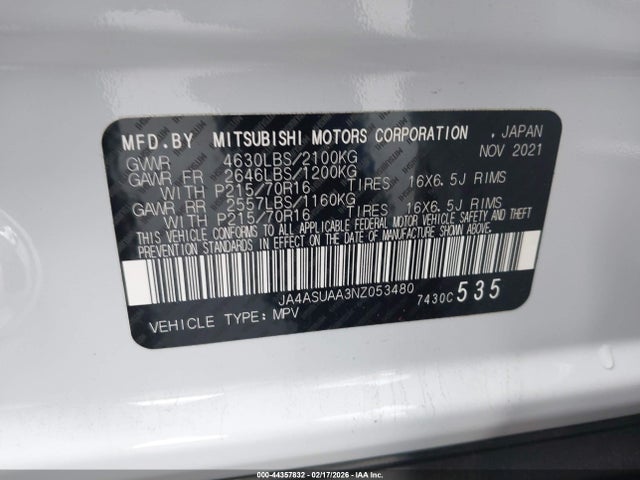 MFD.BY MITSUBISHI MOTORS CORPORATION , JAPAN
GVWR 4630LBS/2100KG NOV 2021
GAWR FR 2646LBS/1200KG
WITH P215/70R16 TIRES 16X6.5J RIMS
GAWR RR 2557LBS/1160KG
WITH P215/70R16 TIRES 16X6.5J RIMS
THIS VEHICLE CONFORMS TO ALL APPLICABLE FEDERAL MOTOR VEHICLE SAFETY AND THEFT
PREVENTION STANDARDS IN EFFECT ON THE DATE OF MANUFACTURE SHOWN ABOVE.
JA4ASUAA3NZ053480 7430C 535
VEHICLE TYPE: MPV
000-44357832 - 02/17/2026 - COPYRIGHT © IAA, LLC